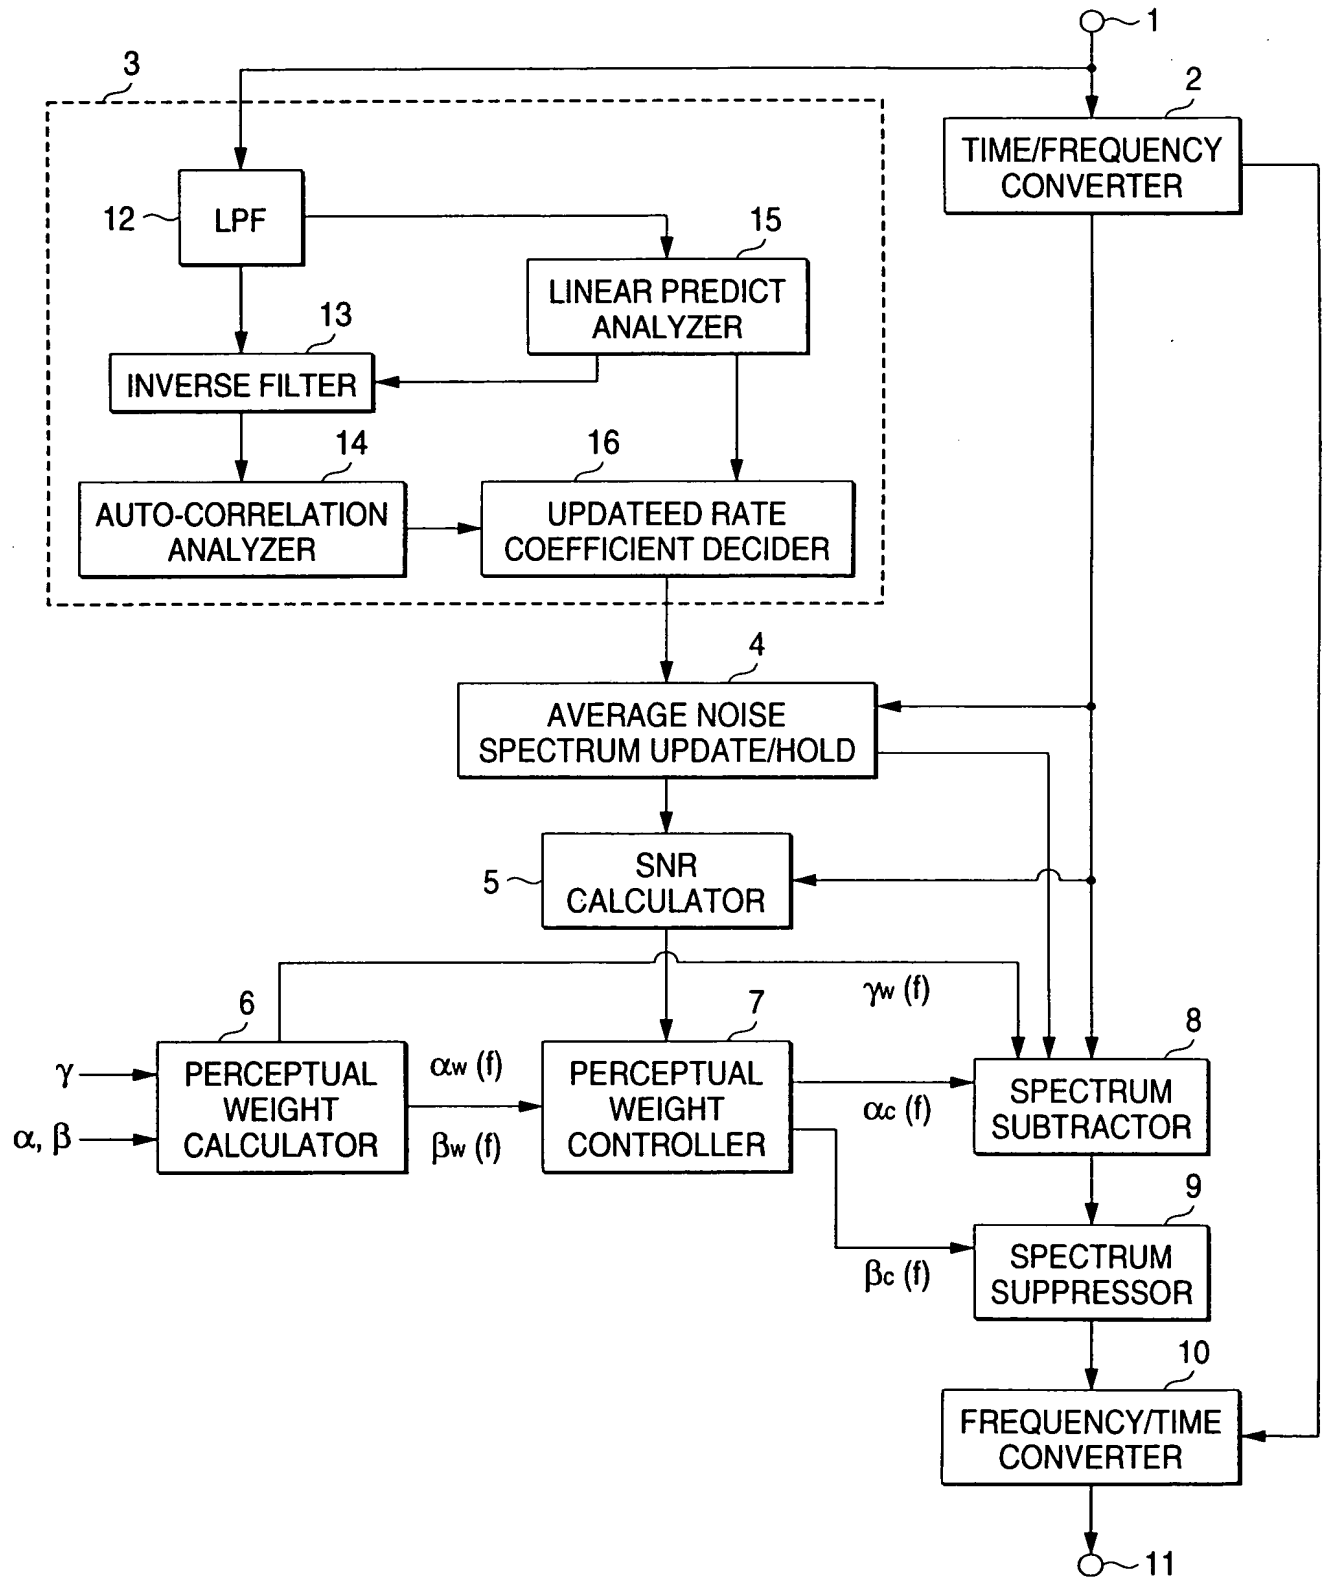 1
3
2
TIME/FREQUENCY
CONVERTER
12
LPF
15
LINEAR PREDICT
ANALYZER
13
INVERSE FILTER
14
AUTO-CORRELATION
ANALYZER
16
UPDATEED RATE
COEFFICIENT DECIDER
4
AVERAGE NOISE
SPECTRUM UPDATE/HOLD
5
SNR
CALCULATOR
γw (f)
6
γ
α, β
PERCEPTUAL
WEIGHT
CALCULATOR
αw (f)
βw (f)
7
PERCEPTUAL
WEIGHT
CONTROLLER
αc (f)
βc (f)
8
SPECTRUM
SUBTRACTOR
9
SPECTRUM
SUPPRESSOR
10
FREQUENCY/TIME
CONVERTER
11